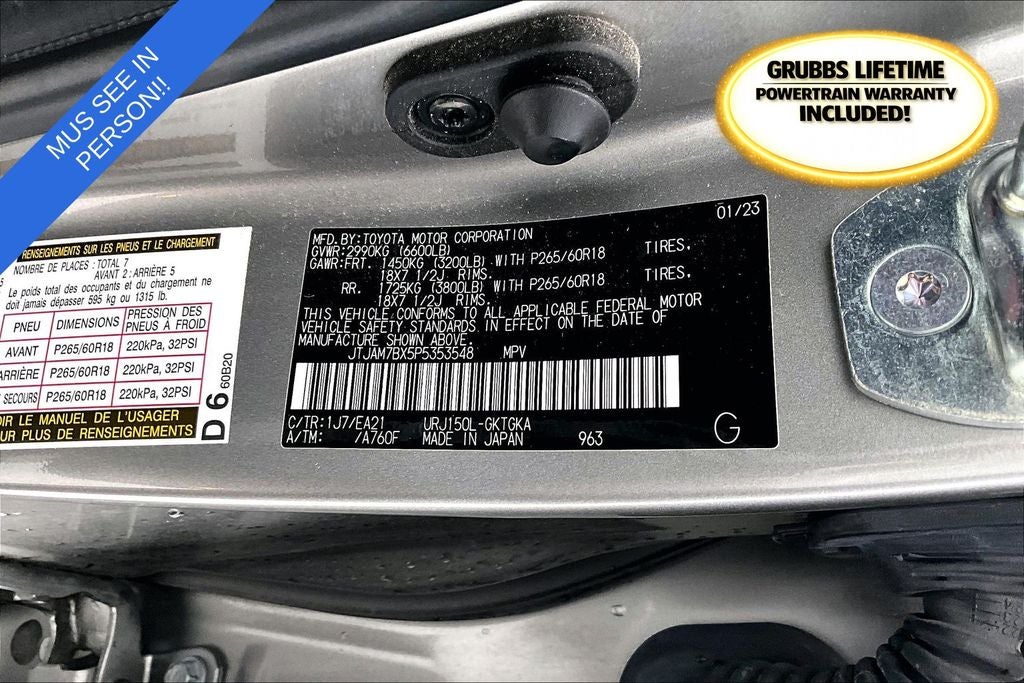 MUS SEE IN
PERSON!!
GRUBBS LIFETIME
POWERTRAIN WARRANTY
INCLUDED!
RENSEIGNEMENTS SUR LES PNEUS ET LE CHARGEMENT
NOMBRE DE PLACES : TOTAL 7
AVANT 2 : ARRIÈRE 5
Le poids total des occupants et du chargement ne
doit jamais dépasser 595 kg ou 1315 lb.
PNEU DIMENSIONS PRESSION DES PNEUS À FROID
AVANT P265/60R18 220kPa, 32PSI
ARRIÈRE P265/60R18 220kPa, 32PSI
SECOURS P265/60R18 220kPa, 32PSI
LE MANUEL DE L'USAGER
PLUS DE RENSEIGNEMENTS
D 6 60B20
01/23
MFD.BY:TOYOTA MOTOR CORPORATION
GVWR:2990KG (6600LB)
GAWR:FRT. 1450KG (3200LB) WITH P265/60R18 TIRES,
18X7 1/2J RIMS.
RR. 1725KG (3800LB) WITH P265/60R18 TIRES,
18X7 1/2J RIMS.
THIS VEHICLE CONFORMS TO ALL APPLICABLE FEDERAL MOTOR
VEHICLE SAFETY STANDARDS IN EFFECT ON THE DATE OF
MANUFACTURE SHOWN ABOVE.
JTJAM7BX5P5353548 MPV
C/TR:1J7/EA21 URJ150L-GKTGKA
A/TM: /A760F MADE IN JAPAN 963
G